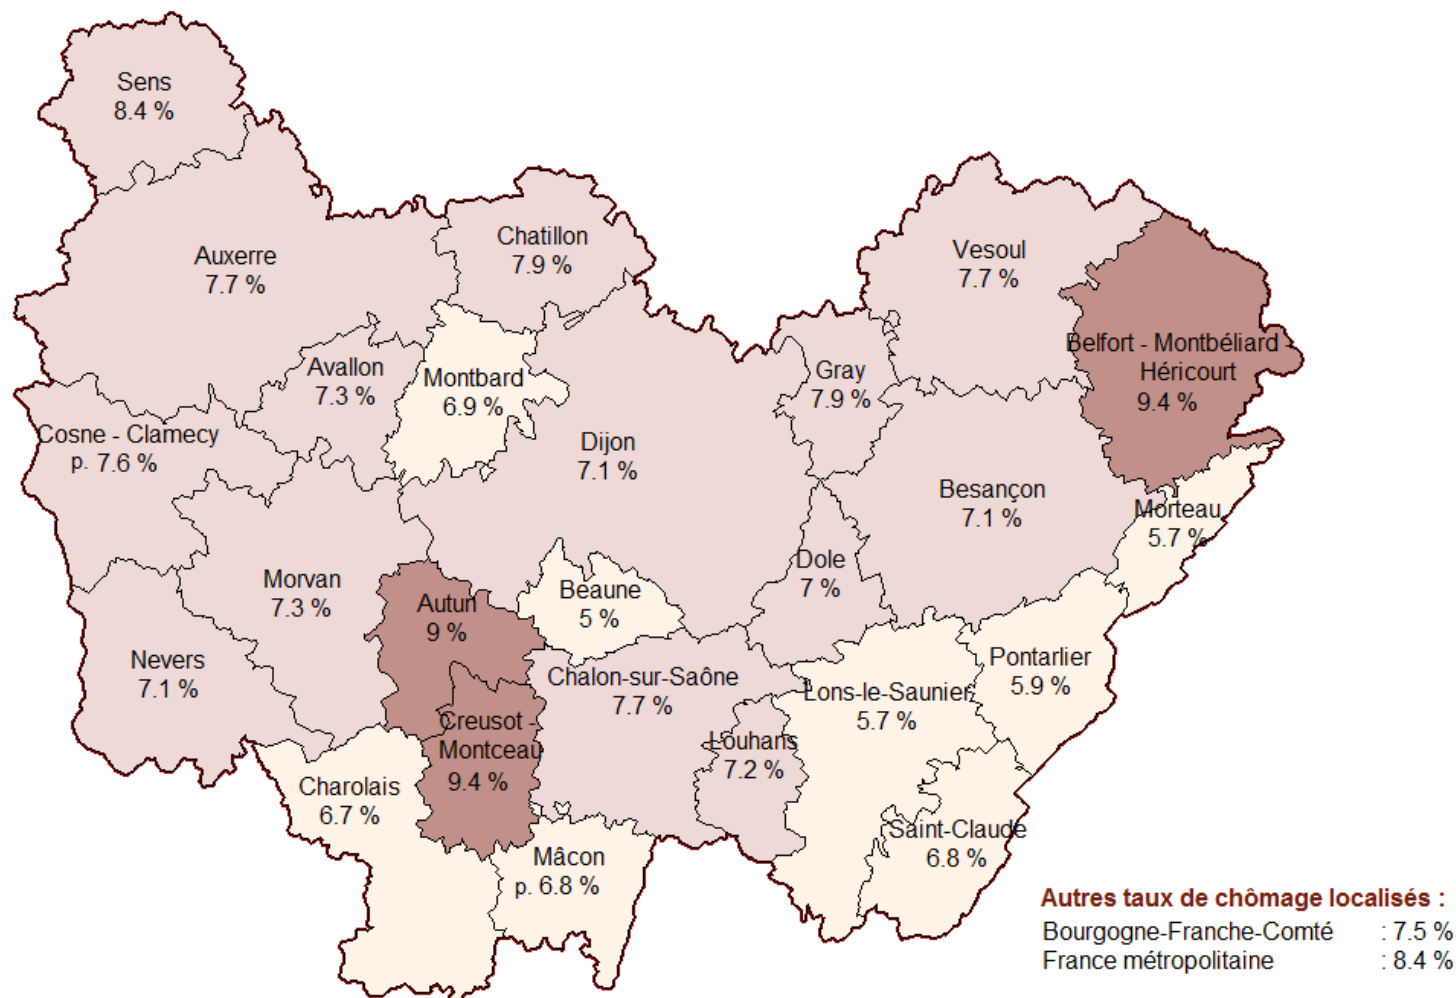 Sens
8.4 %
Auxerre
7.7 %
Chatillon
7.9 %
Vesoul
7.7 %
Belfort - Montbéliard -
Héricourt
9.4 %
Avallon
7.3 %
Montbard
6.9 %
Gray
7.9 %
Cosne - Clamecy
p. 7.6 %
Dijon
7.1 %
Besançon
7.1 %
Morteau
5.7 %
Morvan
7.3 %
Autun
9 %
Beaune
5 %
Dole
7 %
Nevers
7.1 %
Chalon-sur-Saône
7.7 %
Lons-le-Saunier
5.7 %
Pontarlier
5.9 %
Creusot -
Montceau
9.4 %
Louhans
7.2 %
Charolais
6.7 %
Saint-Claude
6.8 %
Mâcon
p. 6.8 %
Autres taux de chômage localisés :
Bourgogne-Franche-Comté : 7.5 %
France métropolitaine : 8.4 %